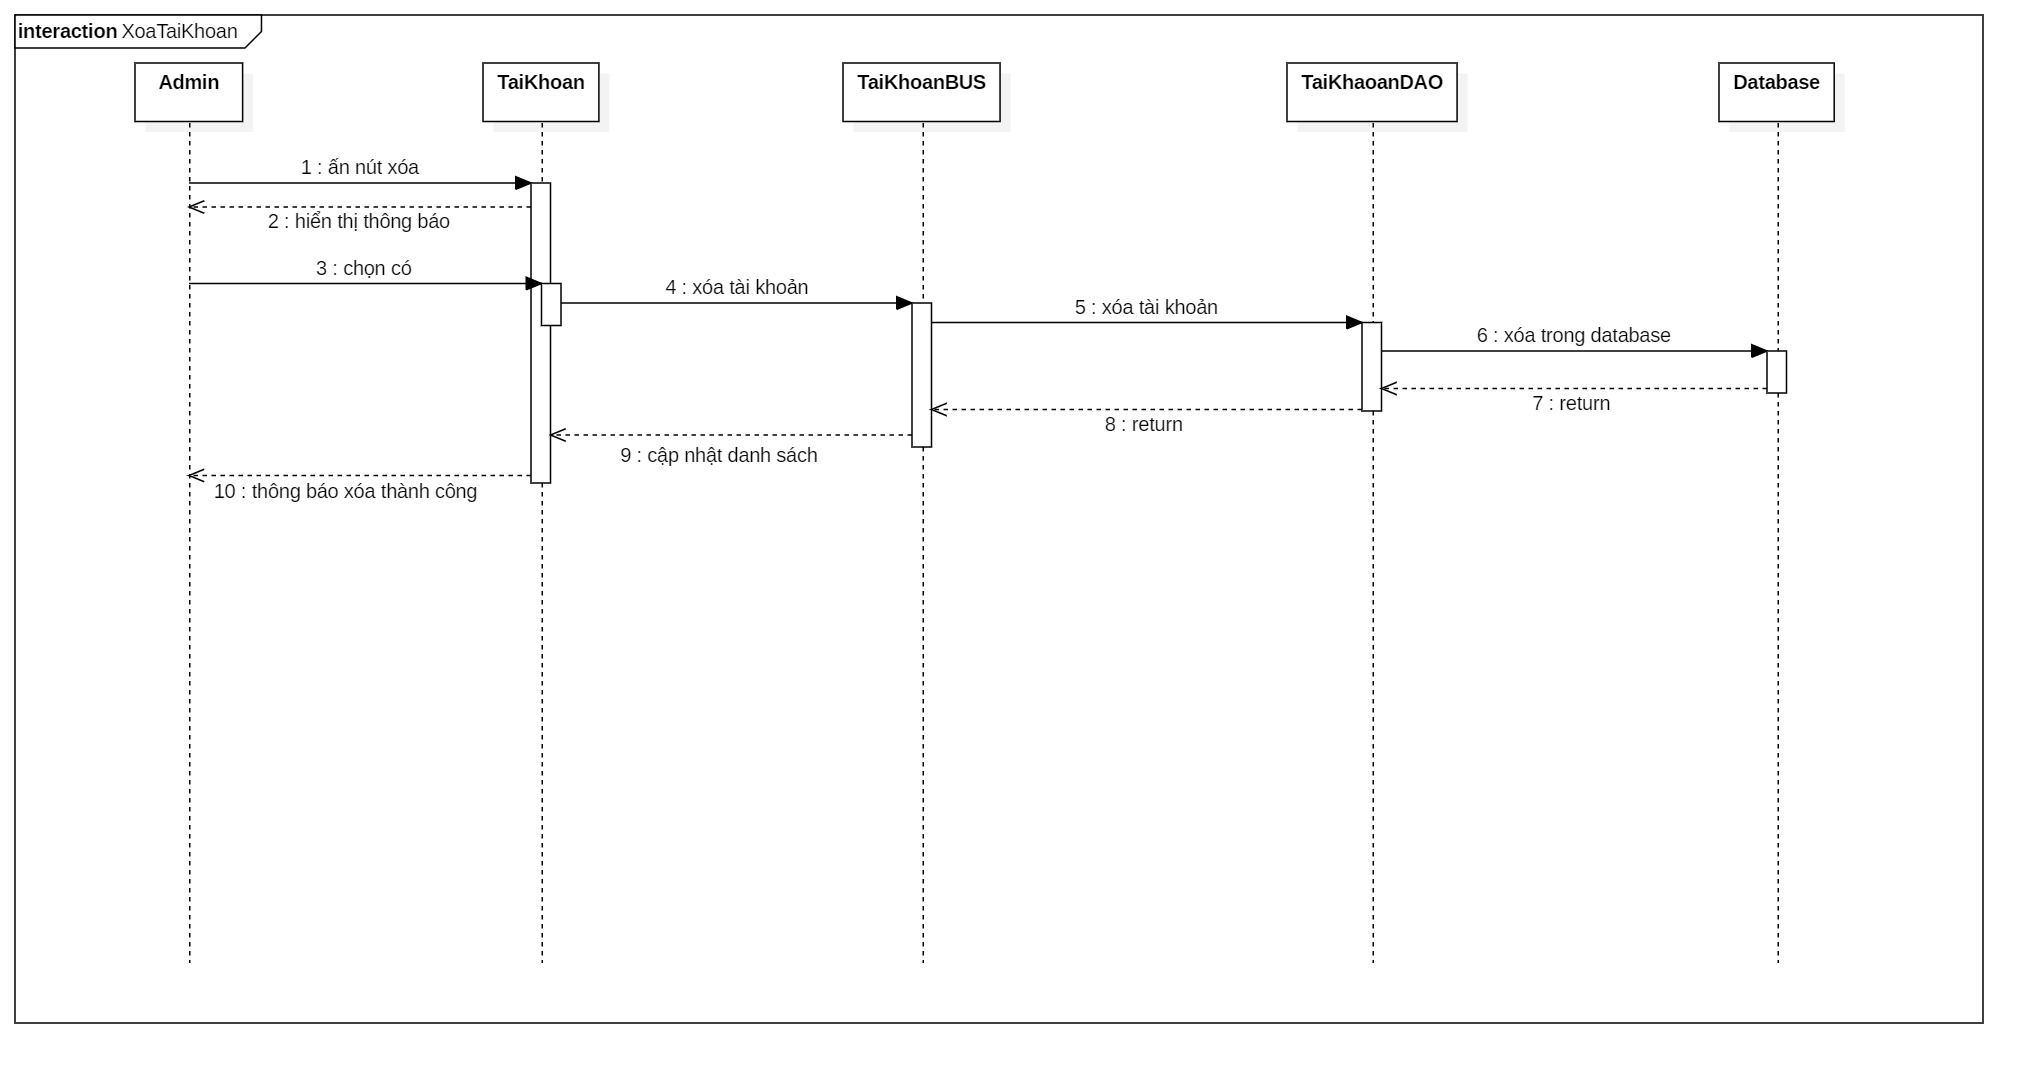 interaction XoaTaiKhoan
Admin
TaiKhoan
TaiKhoanBUS
TaiKhaoanDAO
Database
1 : ấn nút xóa
2 : hiển thị thông báo
3 : chọn có
4 : xóa tài khoản
5 : xóa tài khoản
6 : xóa trong database
7 : return
8 : return
9 : cập nhật danh sách
10 : thông báo xóa thành công